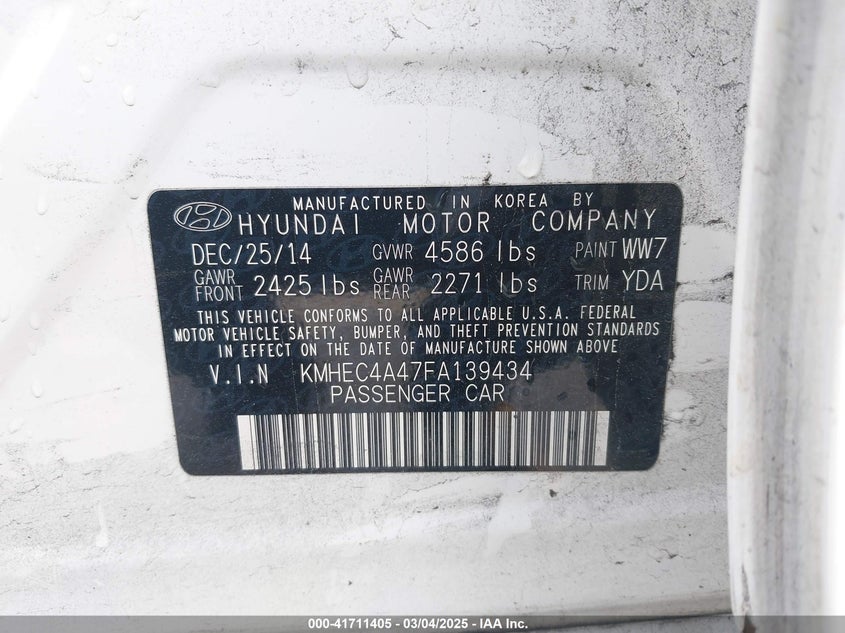 MANUFACTURED IN KOREA BY
HYUNDAI MOTOR COMPANY
DEC/25/14 GVWR 4586 lbs PAINT WW7
GAWR FRONT 2425 lbs GAWR REAR 2271 lbs TRIM YDA
THIS VEHICLE CONFORMS TO ALL APPLICABLE U.S.A. FEDERAL
MOTOR VEHICLE SAFETY, BUMPER, AND THEFT PREVENTION STANDARDS
IN EFFECT ON THE DATE OF MANUFACTURE SHOWN ABOVE
V.I.N KMHEC4A47FA139434
PASSENGER CAR
000-41711405 - 03/04/2025 - IAA Inc.